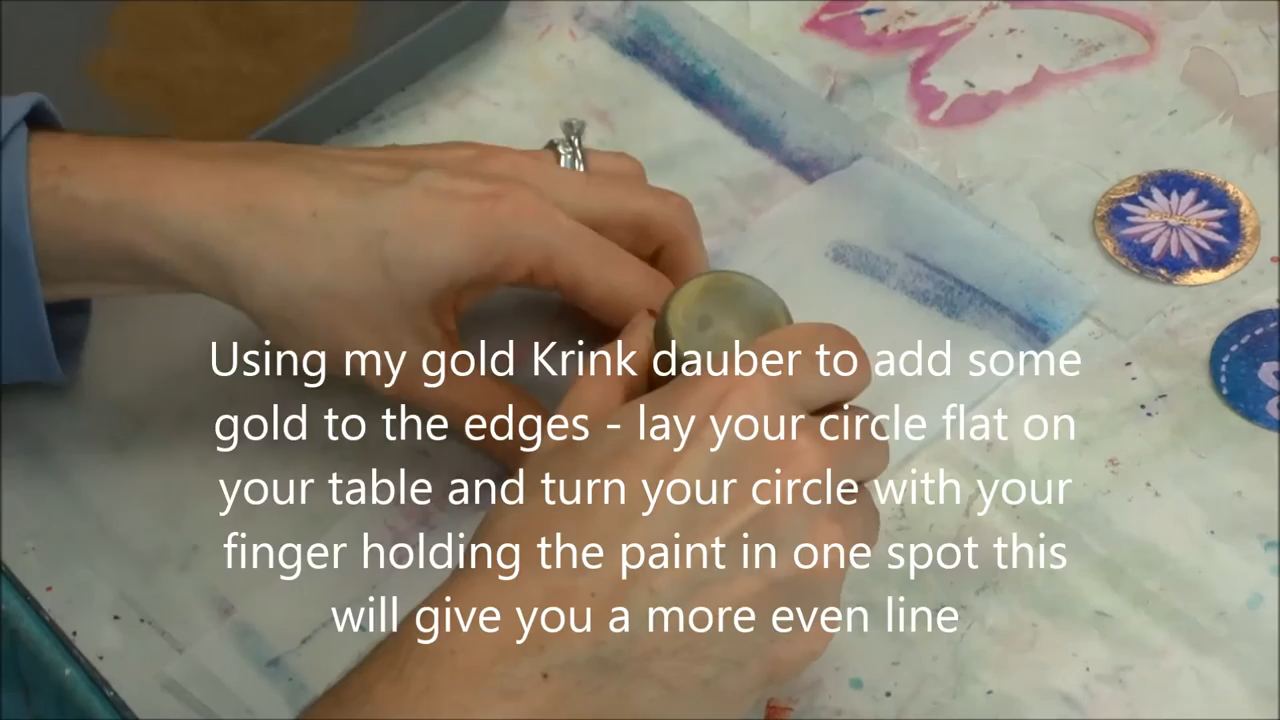 Using my gold Krink dauber to add some
gold to the edges - lay your circle flat on
your table and turn your circle with your
finger holding the paint in one spot this
will give you a more even line